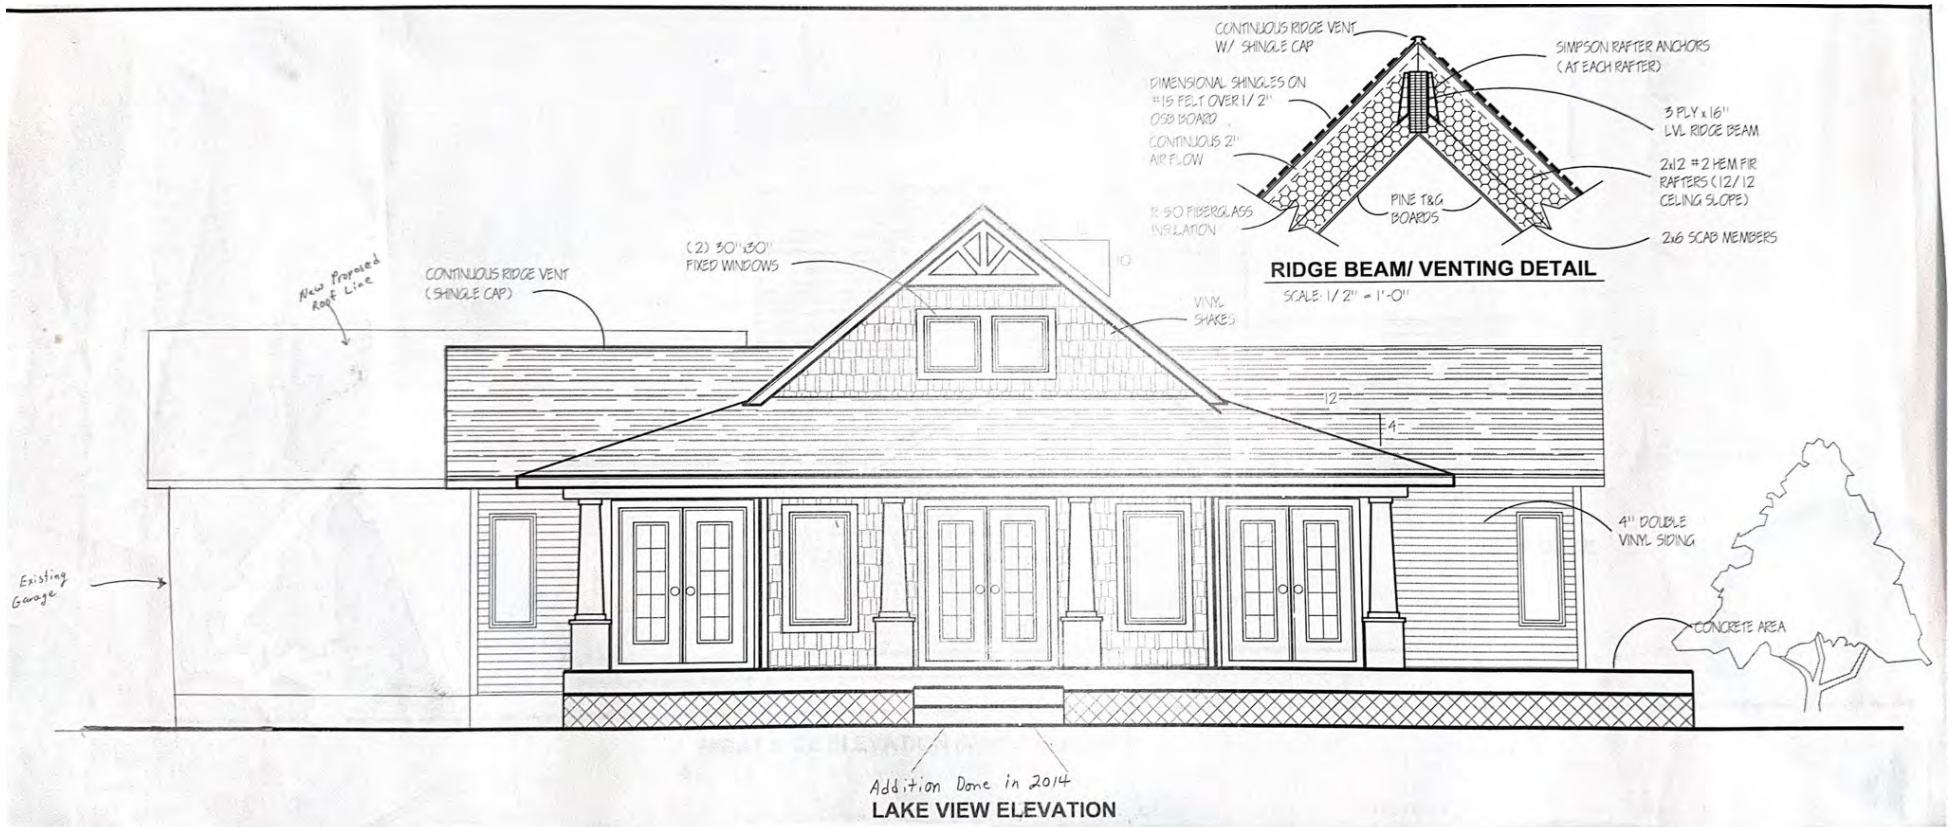 CONTINUOUS RIDGE VENT
W/ SHINGLE CAP
SIMPSON RAFTER ANCHORS
(AT EACH RAFTER)
DIMENSIONAL SHINGLES ON
#15 FELT OVER 1/2"
OSB BOARD
3 PLY x 16"
LVL RIDGE BEAM
CONTINUOUS 2"
AIR FLOW
2x12 #2 HEM FIR
RAFTERS (12/12
CELING SLOPE)
PINE T&G
BOARDS
R-50 FIBERGLASS
INSULATION
2x6 SCAB MEMBERS
RIDGE BEAM/ VENTING DETAIL
SCALE: 1/2" = 1'-0"
12
10
(2) 30"x30"
FIXED WINDOWS
New Proposed
Roof Line
CONTINUOUS RIDGE VENT
(SHINGLE CAP)
VINYL
SHAKES
12
4
4" DOUBLE
VINYL SIDING
Existing
Garage
CONCRETE AREA
Addition Done in 2014
LAKE VIEW ELEVATION